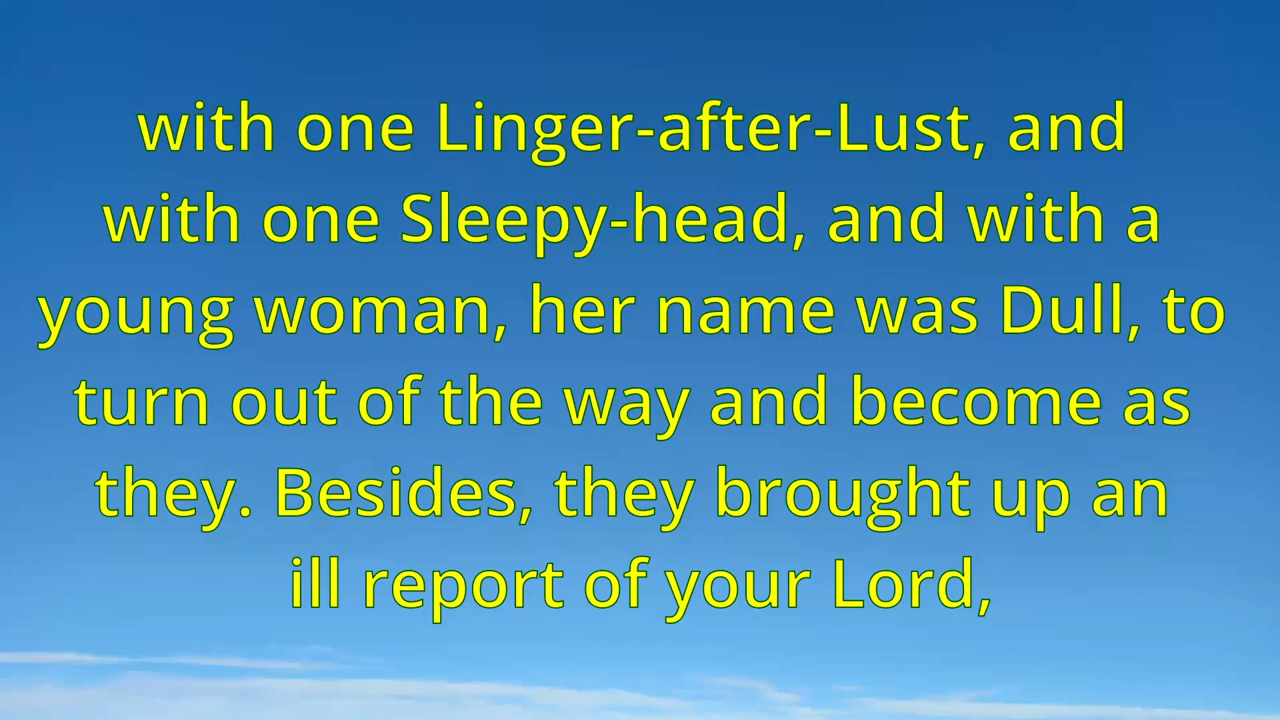 with one Linger-after-Lust, and
with one Sleepy-head, and with a
young woman, her name was Dull, to
turn out of the way and become as
they. Besides, they brought up an
ill report of your Lord,